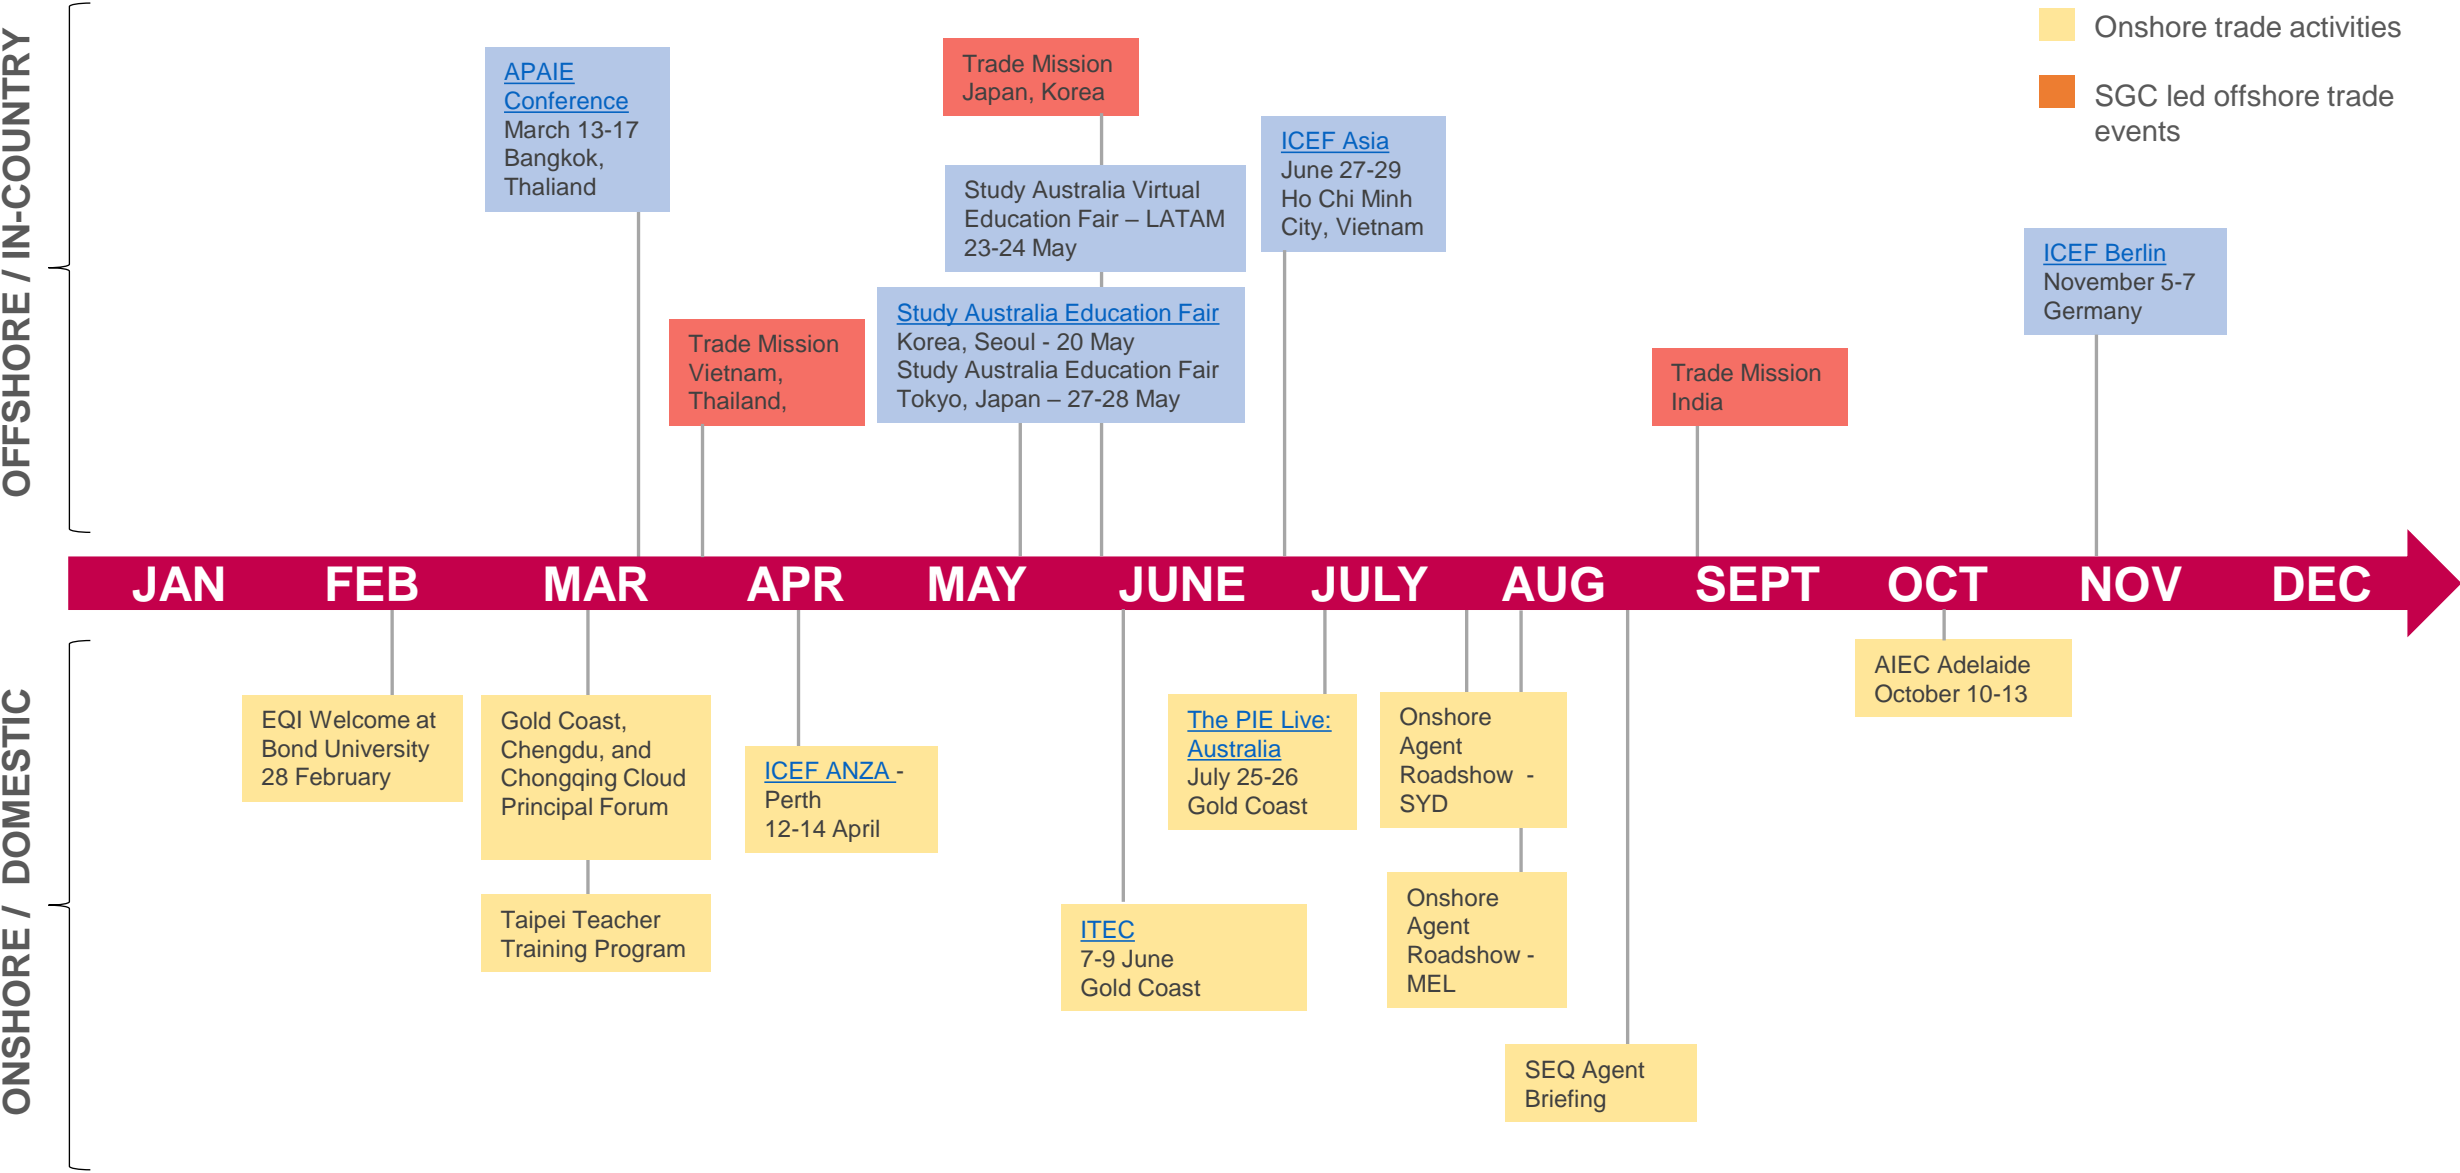 OFFSHORE / IN-COUNTRY
Onshore trade activities
SGC led offshore trade
events
APAIE
Conference
March 13-17
Bangkok,
Thaliand
Trade Mission
Vietnam,
Thailand,
Trade Mission
Japan, Korea
Study Australia Virtual
Education Fair – LATAM
23-24 May
Study Australia Education Fair
Korea, Seoul - 20 May
Study Australia Education Fair
Tokyo, Japan – 27-28 May
ICEF Asia
June 27-29
Ho Chi Minh
City, Vietnam
Trade Mission
India
ICEF Berlin
November 5-7
Germany
JAN FEB MAR APR MAY JUNE JULY AUG SEPT OCT NOV DEC
ONSHORE / DOMESTIC
EQI Welcome at
Bond University
28 February
Gold Coast,
Chengdu, and
Chongqing Cloud
Principal Forum
Taipei Teacher
Training Program
ICEF ANZA -
Perth
12-14 April
ITEC
7-9 June
Gold Coast
The PIE Live:
Australia
July 25-26
Gold Coast
Onshore
Agent
Roadshow -
SYD
Onshore
Agent
Roadshow -
MEL
SEQ Agent
Briefing
AIEC Adelaide
October 10-13